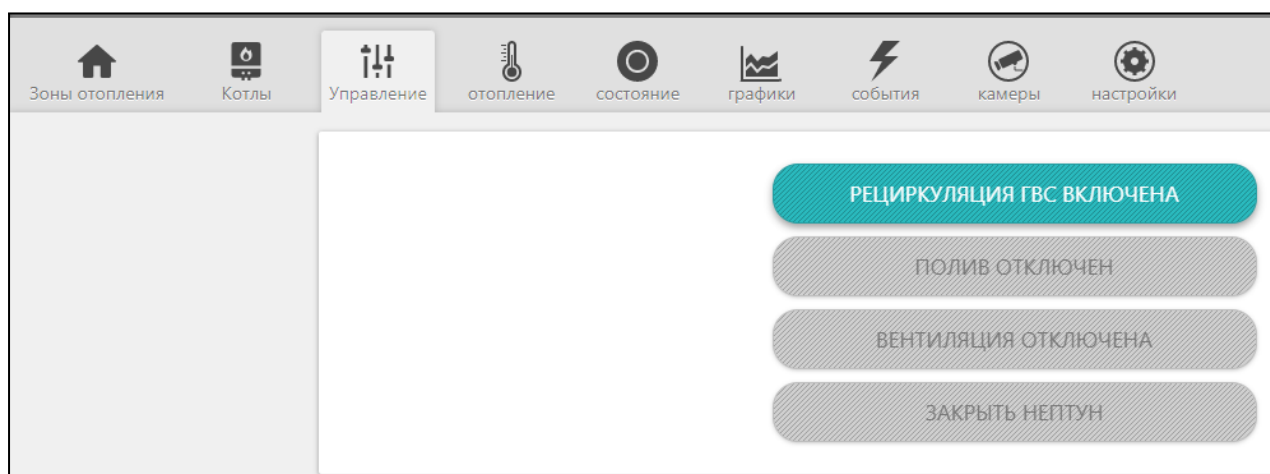 Зоны отопления
Котлы
Управление
отопление
состояние
графики
события
камеры
настройки
РЕЦИРКУЛЯЦИЯ ГВС ВКЛЮЧЕНА
ПОЛИВ ОТКЛЮЧЕН
ВЕНТИЛЯЦИЯ ОТКЛЮЧЕНА
ЗАКРЫТЬ НЕПТУН